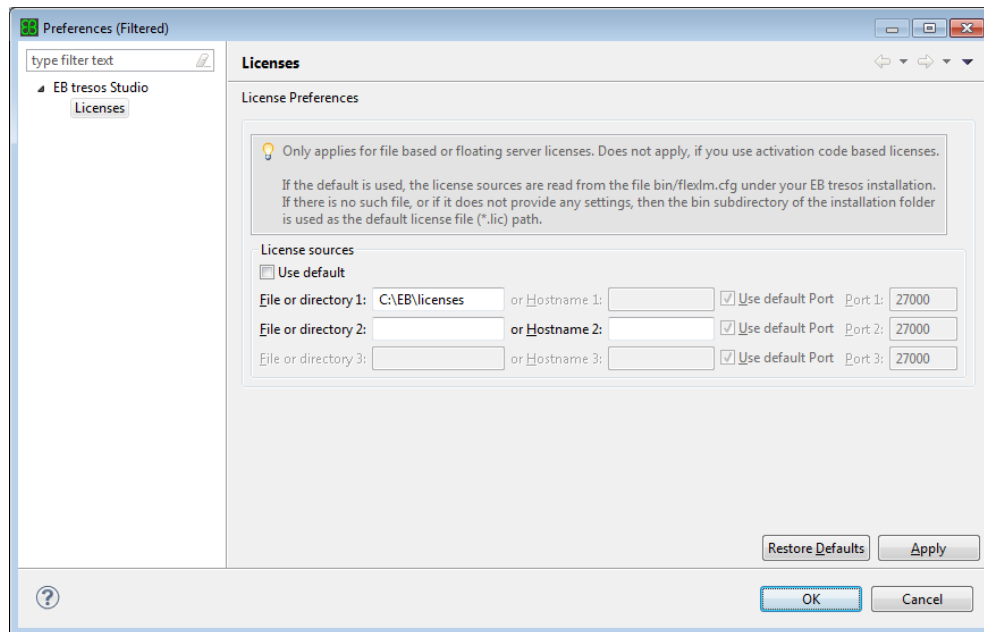 Preferences (Filtered)
type filter text
EB tresos Studio
Licenses
Licenses
License Preferences
Only applies for file based or floating server licenses. Does not apply, if you use activation code based licenses.
If the default is used, the license sources are read from the file bin/flexlm.cfg under your EB tresos installation.
If there is no such file, or if it does not provide any settings, then the bin subdirectory of the installation folder
is used as the default license file (*.lic) path.
License sources
Use default
File or directory 1: C:\EB\licenses or Hostname 1: Use default Port Port 1: 27000
File or directory 2: or Hostname 2: Use default Port Port 2: 27000
File or directory 3: or Hostname 3: Use default Port Port 3: 27000
Restore Defaults Apply
? OK Cancel